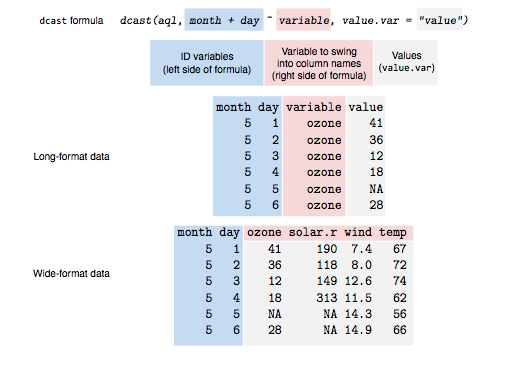 dcast formula dcast(aql, month + day ~ variable, value.var = "value")
ID variables
(left side of formula)
Variable to swing
into column names
(right side of formula)
Values
(value.var)
month day variable value
5 1 ozone 41
5 2 ozone 36
5 3 ozone 12
Long-format data
5 4 ozone 18
5 5 ozone NA
5 6 ozone 28
month day ozone solar.r wind temp
5 1 41 190 7.4 67
5 2 36 118 8.0 72
5 3 12 149 12.6 74
Wide-format data
5 4 18 313 11.5 62
5 5 NA NA 14.3 56
5 6 28 NA 14.9 66